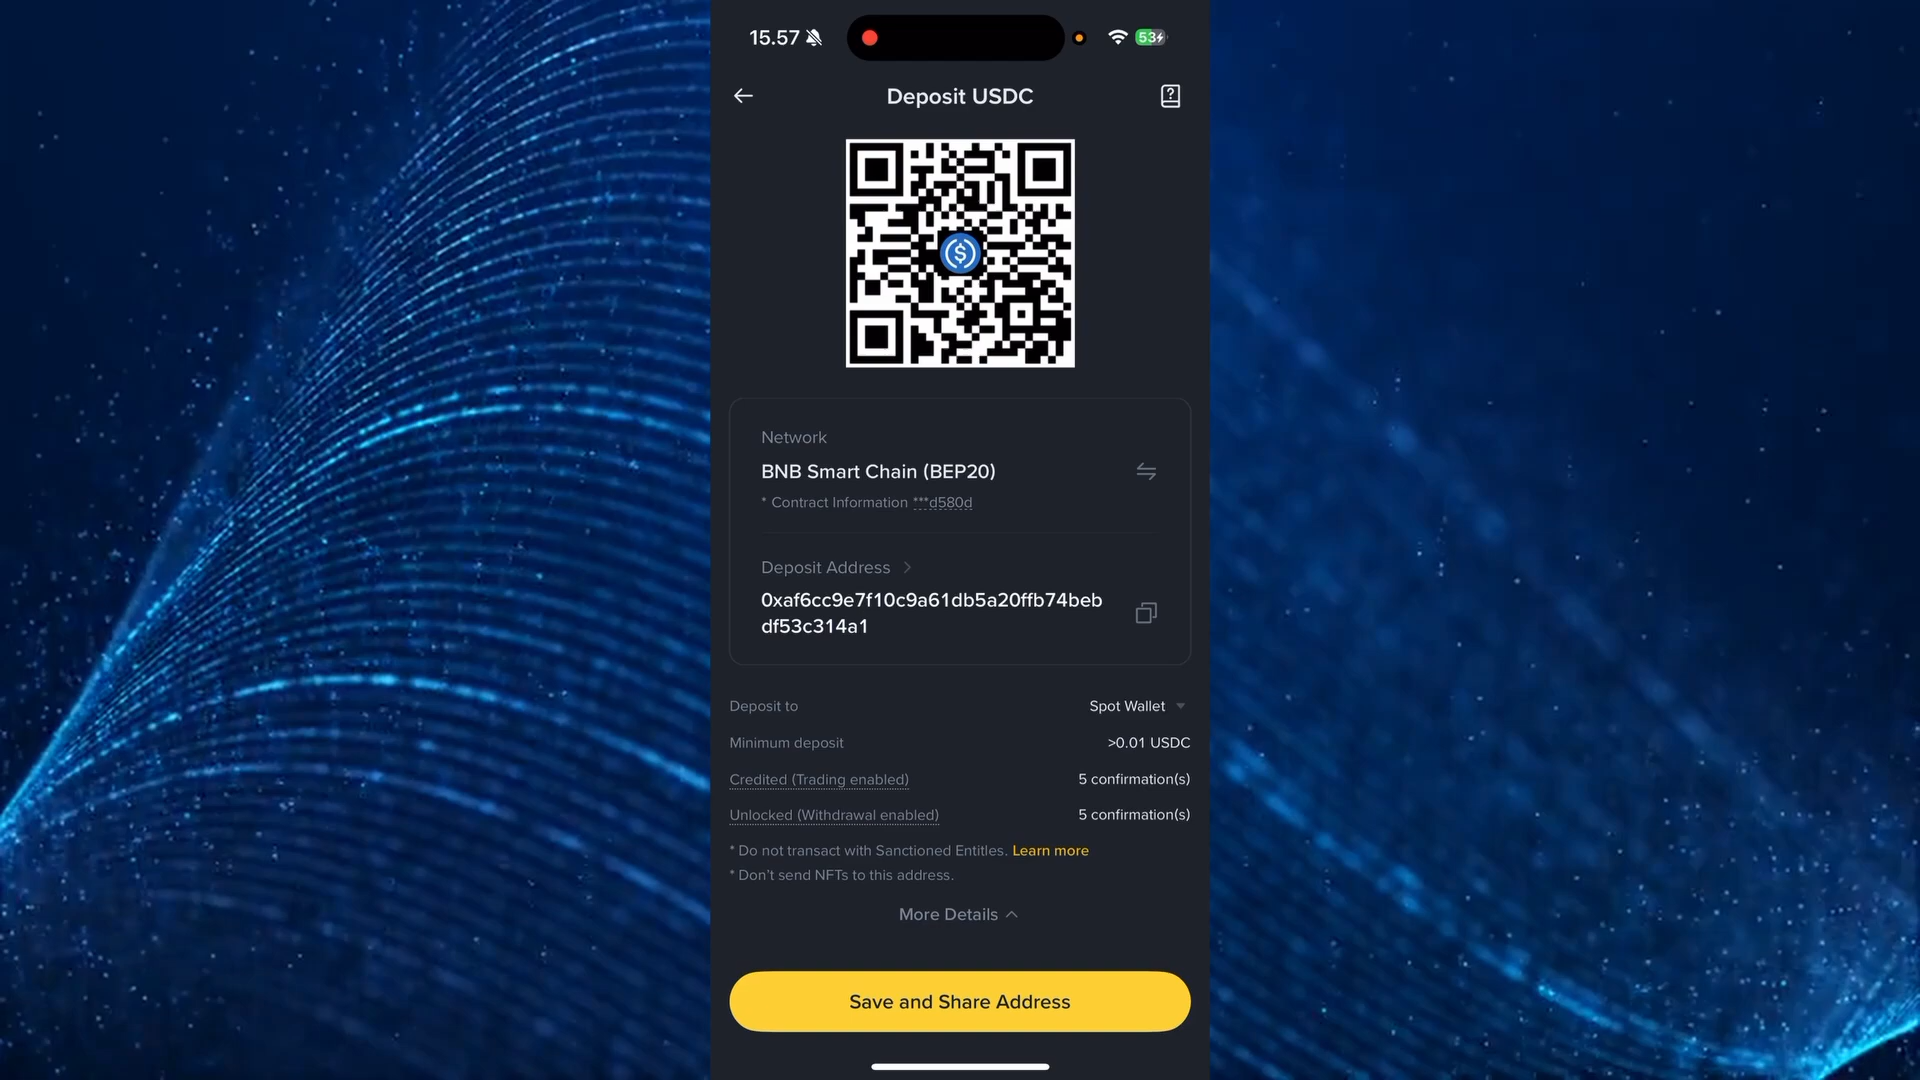 15.57
53
Deposit USDC
Network
BNB Smart Chain (BEP20)
* Contract Information ***d580d
Deposit Address
0xaf6cc9e7f10c9a61db5a20ffb74beb
df53c314a1
Deposit to Spot Wallet
Minimum deposit >0.01 USDC
Credited (Trading enabled) 5 confirmation(s)
Unlocked (Withdrawal enabled) 5 confirmation(s)
* Do not transact with Sanctioned Entitles. Learn more
* Don't send NFTs to this address.
More Details
Save and Share Address